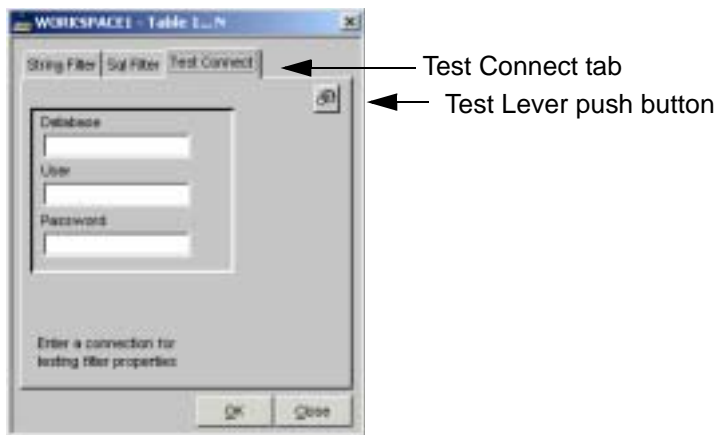 WORKSPACE1 - Table 1...N
String Filter Sql Filter Test Connect
Test Connect tab
Test Lever push button
Database
User
Password
Enter a connection for
testing filter properties
OK Close